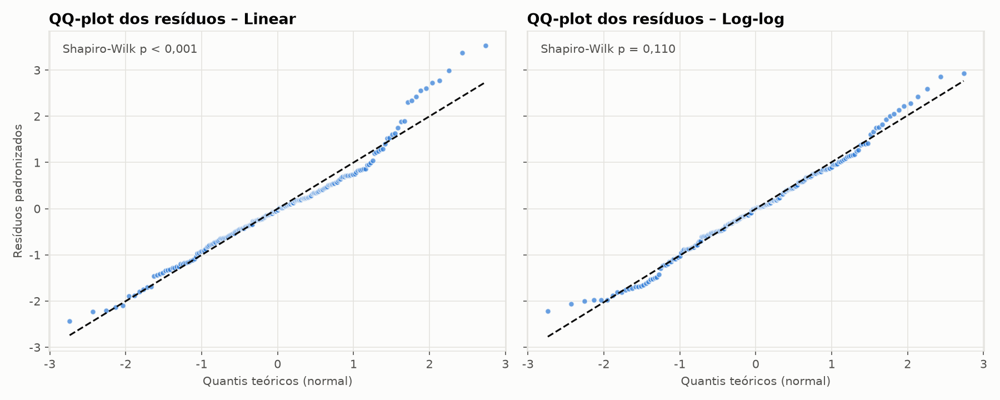 QQ-plot dos resíduos – Linear
Shapiro-Wilk p < 0,001
Resíduos padronizados
3
2
1
0
-1
-2
-3
-3 -2 -1 0 1 2 3
Quantis teóricos (normal)
QQ-plot dos resíduos – Log-log
Shapiro-Wilk p = 0,110
-3 -2 -1 0 1 2 3
Quantis teóricos (normal)